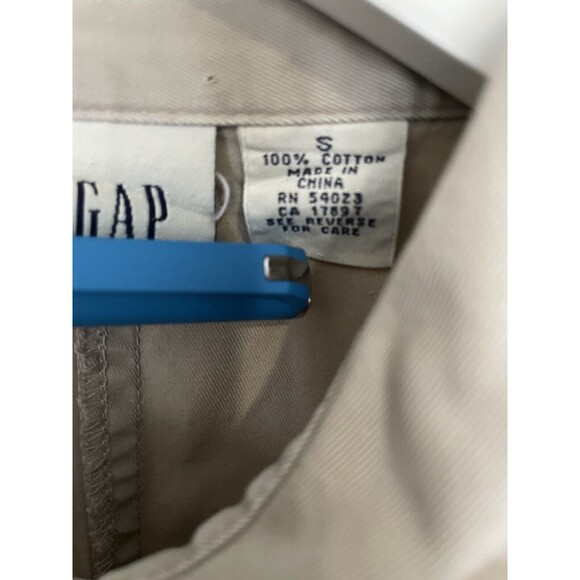 GAP
S
100% COTTON
MADE IN
CHINA
RN 54023
CA 17897
SEE REVERSE
FOR CARE